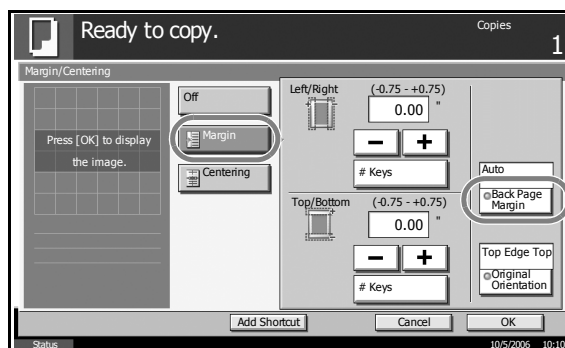 Ready to copy.
Copies
1
Margin/Centering
Press [OK] to display
the image.
Off
Margin
Centering
Left/Right
(-0.75 - +0.75)
0.00 "
− +
# Keys
Top/Bottom
(-0.75 - +0.75)
0.00 "
− +
# Keys
Auto
Back Page
Margin
Top Edge Top
Original
Orientation
Add Shortcut
Cancel
OK
Status
10/5/2006 10:10